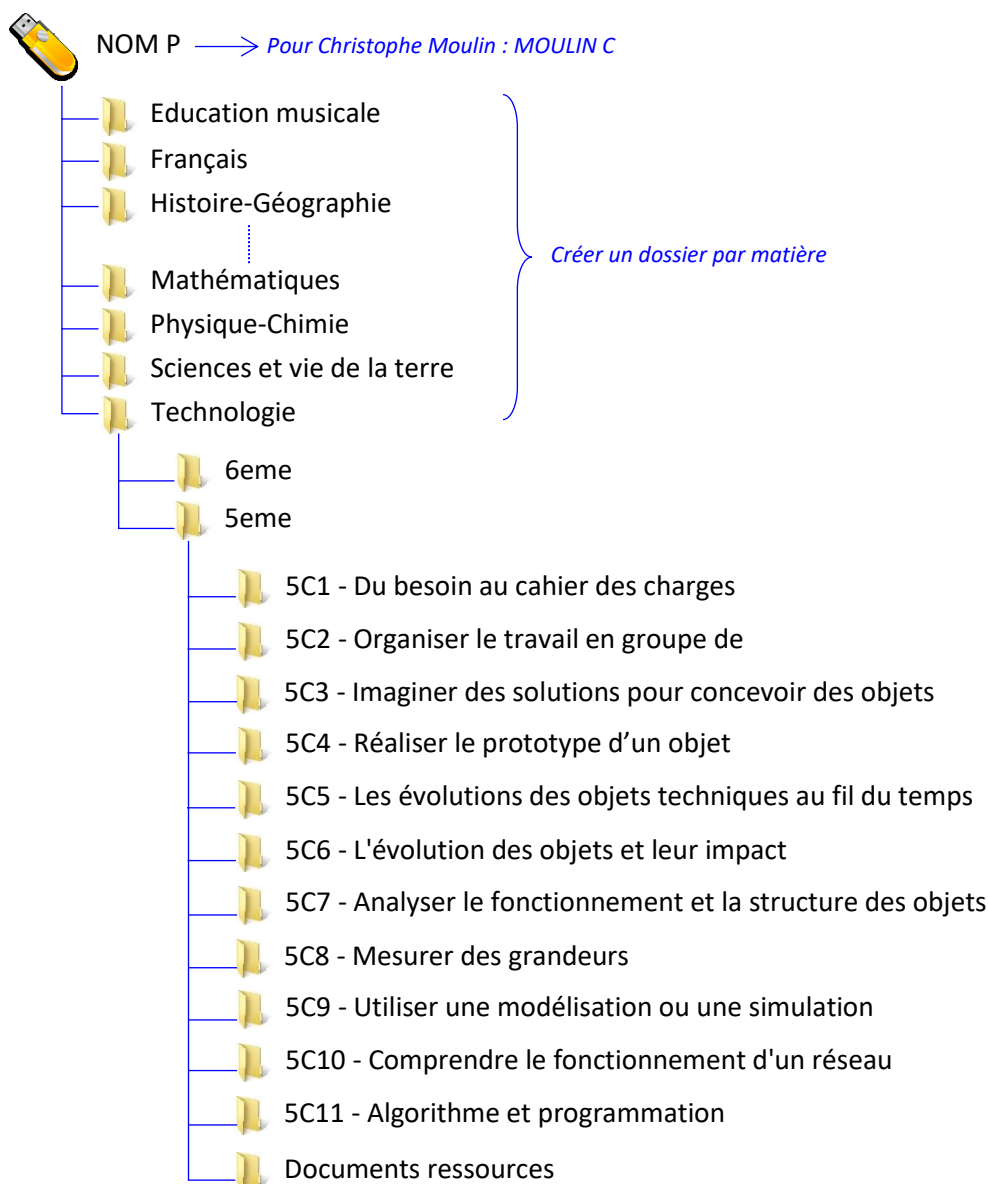 NOM P
Pour Christophe Moulin : MOULIN C
Education musicale
Français
Histoire-Géographie
Créer un dossier par matière
Mathématiques
Physique-Chimie
Sciences et vie de la terre
Technologie
6eme
5eme
5C1 - Du besoin au cahier des charges
5C2 - Organiser le travail en groupe de
5C3 - Imaginer des solutions pour concevoir des objets
5C4 - Réaliser le prototype d’un objet
5C5 - Les évolutions des objets techniques au fil du temps
5C6 - L'évolution des objets et leur impact
5C7 - Analyser le fonctionnement et la structure des objets
5C8 - Mesurer des grandeurs
5C9 - Utiliser une modélisation ou une simulation
5C10 - Comprendre le fonctionnement d'un réseau
5C11 - Algorithme et programmation
Documents ressources